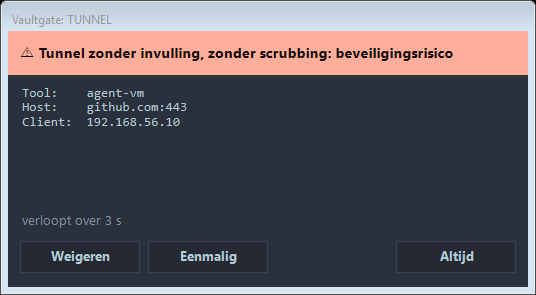 Vaultgate: TUNNEL
⚠ Tunnel zonder invulling, zonder scrubbing: beveiligingsrisico
Tool: agent-vm
Host: github.com:443
Client: 192.168.56.10
verloopt over 3 s
Weigeren Eenmalig Altijd